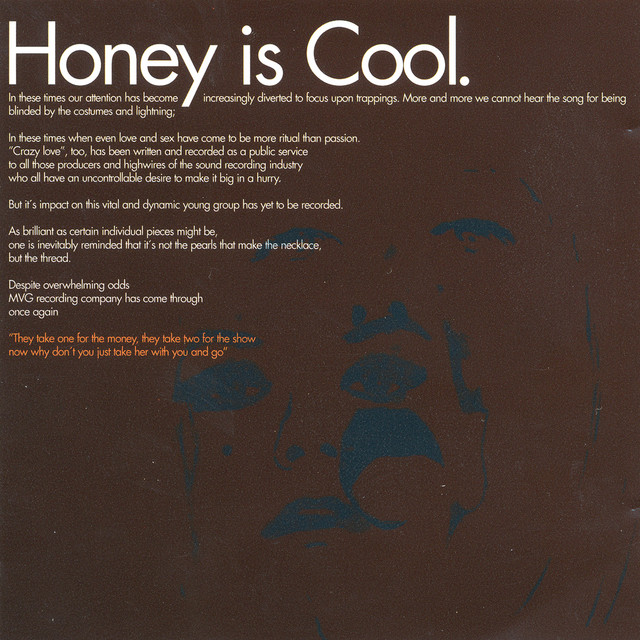 Honey is Cool.
In these times our attention has become increasingly diverted to focus upon trappings. More and more we cannot hear the song for being
blinded by the costumes and lightning;
In these times when even love and sex have come to be more ritual than passion.
"Crazy love", too, has been written and recorded as a public service
to all those producers and highwires of the sound recording industry
who all have an uncontrollable desire to make it big in a hurry.
But it´s impact on this vital and dynamic young group has yet to be recorded.
As brilliant as certain individual pieces might be,
one is inevitably reminded that it´s not the pearls that make the necklace,
but the thread.
Despite overwhelming odds
MVG recording company has come through
once again
"They take one for the money, they take two for the show
now why don´t you just take her with you and go"